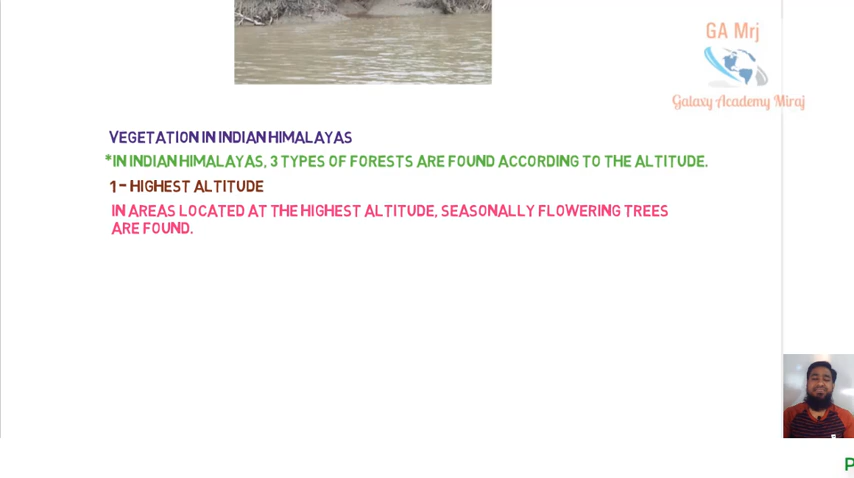 GA Mrj
Galaxy Academy Miraj
VEGETATION IN INDIAN HIMALAYAS
*IN INDIAN HIMALAYAS, 3 TYPES OF FORESTS ARE FOUND ACCORDING TO THE ALTITUDE.
1- HIGHEST ALTITUDE
IN AREAS LOCATED AT THE HIGHEST ALTITUDE, SEASONALLY FLOWERING TREES
ARE FOUND.
P